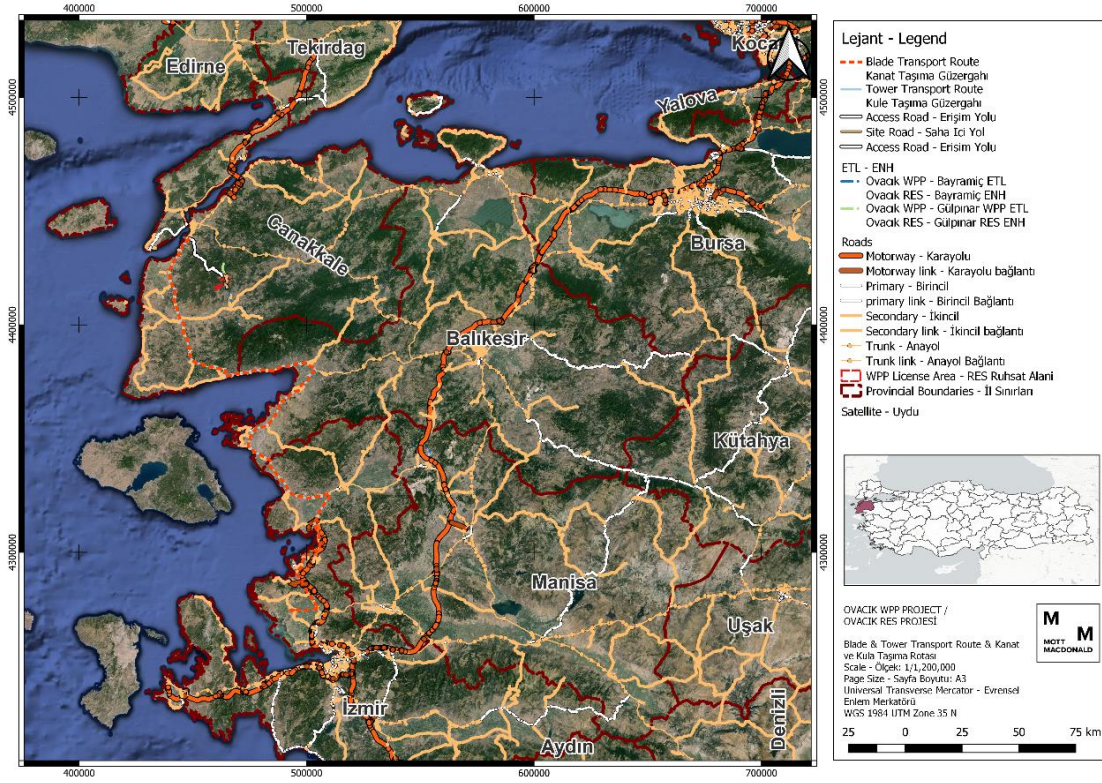 400000
500000
600000
700000
Tekirdag
Edirne
Yalova
4500000
4500000
Çanakkale
Bursa
4400000
4400000
Balıkesir
Kütahya
4300000
4300000
Manisa
Uşak
İzmir
Aydın
Denizli
400000
500000
600000
700000
Lejant - Legend
Blade Transport Route
Kanat Taşıma Güzergahı
Tower Transport Route
Kule Taşıma Güzergahı
Access Road - Erişim Yolu
Site Road - Saha İçi Yol
Access Road - Erişim Yolu
ETL - ENH
Ovacık WPP - Bayramiç ETL
Ovacık RES - Bayramiç ENH
Ovacık WPP - Gülpınar WPP ETL
Ovacık RES - Gülpınar RES ENH
Roads
Motorway - Karayolu
Motorway link - Karayolu bağlantı
Primary - Birincil
primary link - Birincil Bağlantı
Secondary - İkincil
Secondary link - İkincil bağlantı
Trunk - Anayol
Trunk link - Anayol Bağlantı
WPP License Area - RES Ruhsat Alani
Provincial Boundaries - İl Sınırları
Satellite - Uydu
OVACIK WPP PROJECT /
OVACIK RES PROJESİ
Blade & Tower Transport Route & Kanat
ve Kula Taşıma Rotası
Scale - Ölçek: 1/1,200,000
Page Size - Sayfa Boyutu: A3
Universal Transverse Mercator - Evrensel
Enlem Merkatörü
WGS 1984 UTM Zone 35 N
M
M
MOTT
MACDONALD
25 0 25 50 75 km